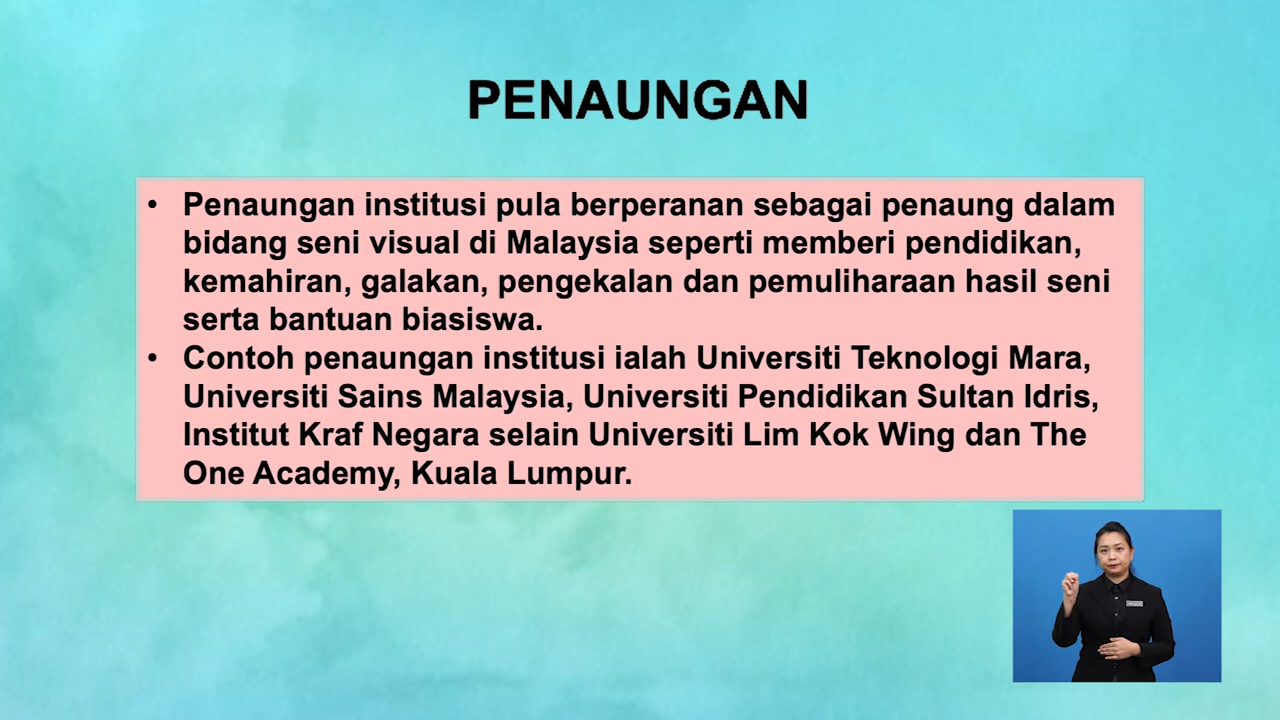 PENAUNGAN
• Penaungan institusi pula berperanan sebagai penaung dalam
bidang seni visual di Malaysia seperti memberi pendidikan,
kemahiran, galakan, pengekalan dan pemuliharaan hasil seni
serta bantuan biasiswa.
• Contoh penaungan institusi ialah Universiti Teknologi Mara,
Universiti Sains Malaysia, Universiti Pendidikan Sultan Idris,
Institut Kraf Negara selain Universiti Lim Kok Wing dan The
One Academy, Kuala Lumpur.